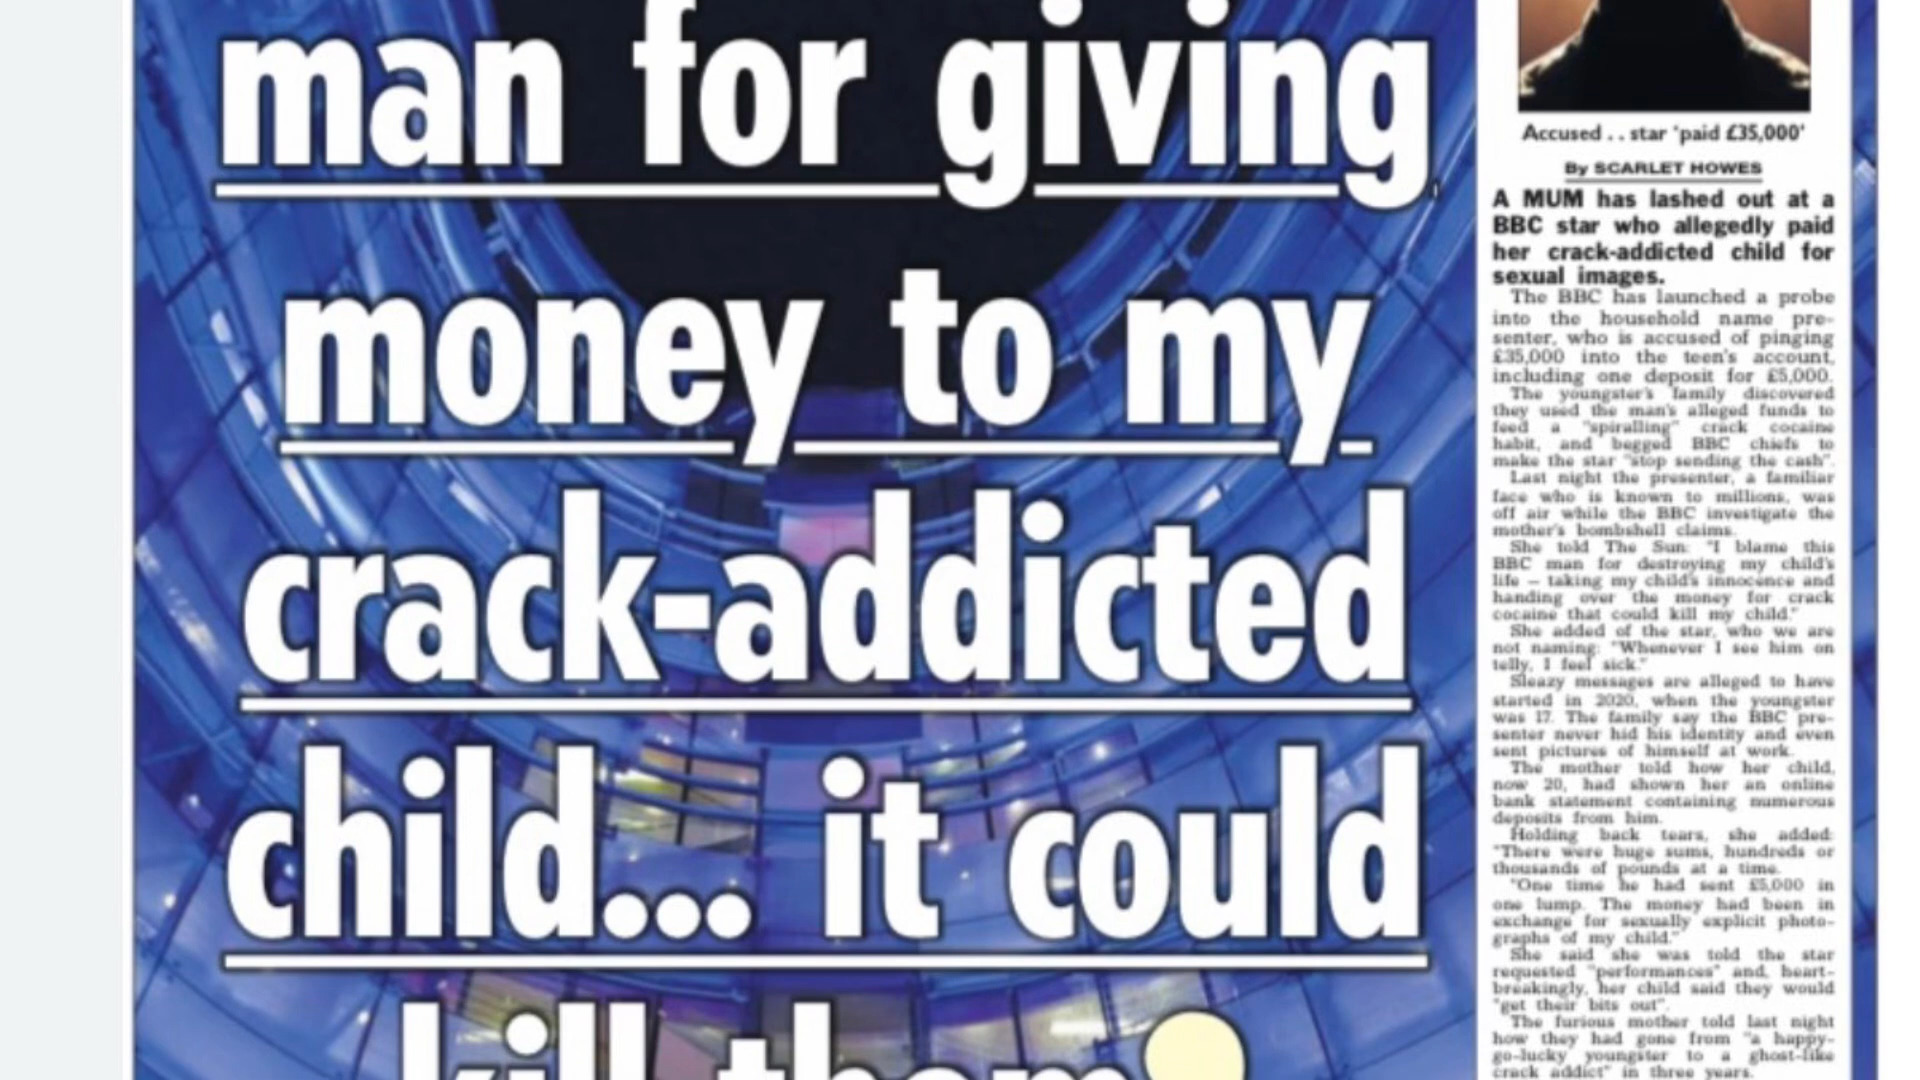 man for giving
money to my
crack-addicted
child... it could
kill them
Accused . . star ‘paid £35,000’
By SCARLET HOWES
A MUM has lashed out at a
BBC star who allegedly paid
her crack-addicted child for
sexual images.
The BBC has launched a probe
into the household name pre-
senter, who is accused of pinging
£35,000 into the teen's account,
including one deposit for £5,000.
The youngster's family discovered
they used the man's alleged funds to
feed a "spiralling" crack cocaine
habit, and begged BBC chiefs to
make the star "stop sending the cash".
Last night the presenter, a familiar
face who is known to millions, was
off air while the BBC investigate the
mother's bombshell claims.
She told The Sun: "I blame this
BBC man for destroying my child's
life — taking my child's innocence and
handing over the money for crack
cocaine that could kill my child."
She added of the star, who we are
not naming: "Whenever I see him on
telly, I feel sick."
Sleazy messages are alleged to have
started in 2020, when the youngster
was 17. The family say the BBC pre-
senter never hid his identity and even
sent pictures of himself at work.
The mother told how her child,
now 20, had shown her an online
bank statement containing numerous
deposits from him.
Holding back tears, she added:
"There were huge sums, hundreds or
thousands of pounds at a time.
"One time he had sent £5,000 in
one lump. The money had been in
exchange for sexually explicit photo-
graphs of my child."
She said she was told the star
requested "performances" and, heart-
breakingly, her child said they would
"get their bits out".
The furious mother told last night
how they had gone from "a happy-
go-lucky youngster to a ghost-like
crack addict" in three years.